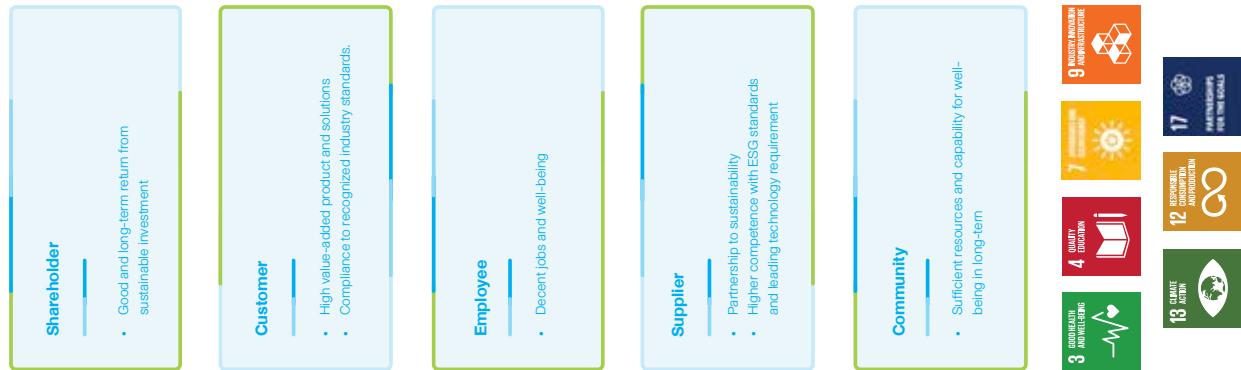 Shareholder
• Good and long-term return from
sustainable investment
Customer
• High value-added product and solutions
• Compliance to recognized industry standards.
Employee
• Decent jobs and well-being
Supplier
• Partnership to sustainability
• Higher competence with ESG standards
and leading technology requirement
Community
• Sufficient resources and capability for well-
being in long-tern
3 GOOD HEALTH
AND WELL-BEING
4 QUALITY
EDUCATION
7
9 INDUSTRY, INNOVATION
AND INFRASTRUCTURE
13 CLIMATE
ACTION
12 RESPONSIBLE
CONSUMPTION
AND PRODUCTION
17
PARTNERSHIPS
FOR THE GOALS